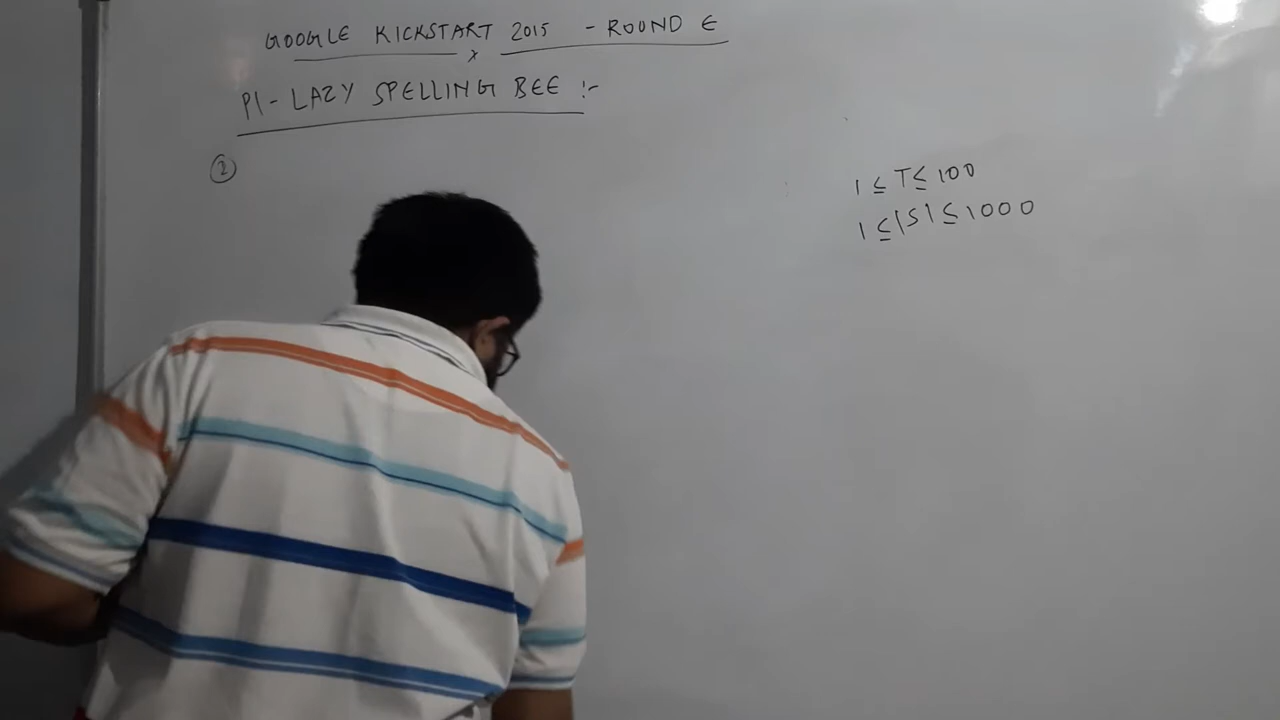 GOOGLE KICKSTART 2015 - ROUND E
x
P1 - LAZY SPELLING BEE :-
②
1 ≤ T ≤ 100
1 ≤ |S| ≤ 1000